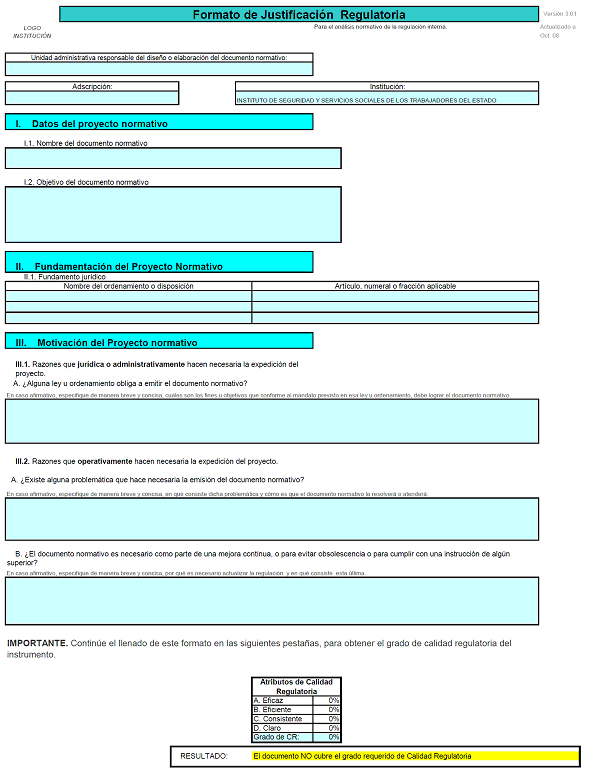 Formato de Justificación Regulatoria
Versión 3.01
LOGO
INSTITUCIÓN
Para el análisis normativo de la regulación interna.
Actualizado a
Oct. 08
Unidad administrativa responsable del diseño o elaboración del documento normativo:
Adscripción:
Institución:
INSTITUTO DE SEGURIDAD Y SERVICIOS SOCIALES DE LOS TRABAJADORES DEL ESTADO
I. Datos del proyecto normativo
I.1. Nombre del documento normativo
I.2. Objetivo del documento normativo
II. Fundamentación del Proyecto Normativo
II.1. Fundamento jurídico
Nombre del ordenamiento o disposición
Artículo, numeral o fracción aplicable
III. Motivación del Proyecto normativo
III.1. Razones que jurídica o administrativamente hacen necesaria la expedición del
proyecto.
A. ¿Alguna ley u ordenamiento obliga a emitir el documento normativo?
En caso afirmativo, especifique de manera breve y concisa, cuáles son los fines u objetivos que conforme al mandato previsto en esa ley u ordenamiento, debe lograr el documento normativo.
III.2. Razones que operativamente hacen necesaria la expedición del proyecto.
A. ¿Existe alguna problemática que hace necesaria la emisión del documento normativo?
En caso afirmativo, especifique de manera breve y concisa, en qué consiste dicha problemática y cómo es que el documento normativo la resolverá o atenderá:
B. ¿El documento normativo es necesario como parte de una mejora continua, o para evitar obsolescencia o para cumplir con una instrucción de algún
superior?
En caso afirmativo, especifique de manera breve y concisa, por qué es necesario actualizar la regulación y en qué consiste esta última.
IMPORTANTE. Continúe el llenado de este formato en las siguientes pestañas, para obtener el grado de calidad regulatoria del
instrumento.
Atributos de Calidad
Regulatoria
A. Eficaz 0%
B. Eficiente 0%
C. Consistente 0%
D. Claro 0%
Grado de CR: 0%
RESULTADO: El documento NO cubre el grado requerido de Calidad Regulatoria